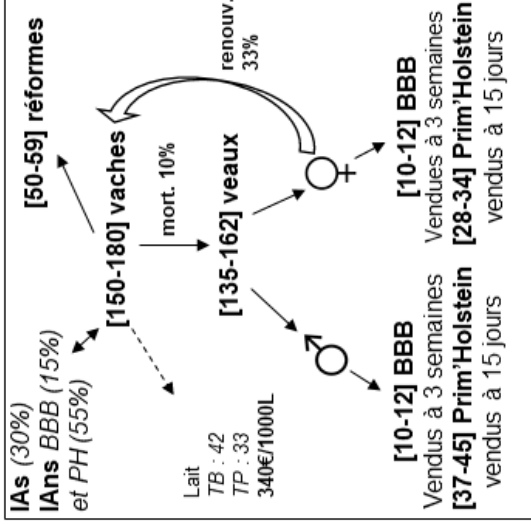 IAs (30%)
IAns BBB (15%)
et PH (55%)
[50-59] réformes
[150-180] vaches
mort. 10%
renouv.
33%
Lait
TB : 42
TP : 33
340€/1000L
[135-162] veaux
[10-12] BBB
Vendus à 3 semaines
[37-45] Prim'Holstein
vendus à 15 jours
[10-12] BBB
Vendues à 3 semaines
[28-34] Prim'Holstein
vendus à 15 jours